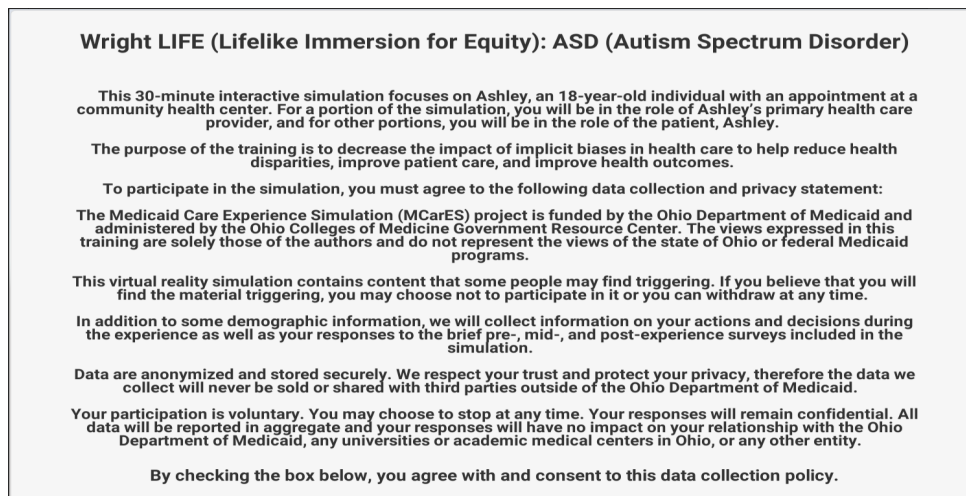 Wright LIFE (Lifelike Immersion for Equity): ASD (Autism Spectrum Disorder)
This 30-minute interactive simulation focuses on Ashley, an 18-year-old individual with an appointment at a
community health center. For a portion of the simulation, you will be in the role of Ashley's primary health care
provider, and for other portions, you will be in the role of the patient, Ashley.
The purpose of the training is to decrease the impact of implicit biases in health care to help reduce health
disparities, improve patient care, and improve health outcomes.
To participate in the simulation, you must agree to the following data collection and privacy statement:
The Medicaid Care Experience Simulation (MCarES) project is funded by the Ohio Department of Medicaid and
administered by the Ohio Colleges of Medicine Government Resource Center. The views expressed in this
training are solely those of the authors and do not represent the views of the state of Ohio or federal Medicaid
programs.
This virtual reality simulation contains content that some people may find triggering. If you believe that you will
find the material triggering, you may choose not to participate in it or you can withdraw at any time.
In addition to some demographic information, we will collect information on your actions and decisions during
the experience as well as your responses to the brief pre-, mid-, and post-experience surveys included in the
simulation.
Data are anonymized and stored securely. We respect your trust and protect your privacy, therefore the data we
collect will never be sold or shared with third parties outside of the Ohio Department of Medicaid.
Your participation is voluntary. You may choose to stop at any time. Your responses will remain confidential. All
data will be reported in aggregate and your responses will have no impact on your relationship with the Ohio
Department of Medicaid, any universities or academic medical centers in Ohio, or any other entity.
By checking the box below, you agree with and consent to this data collection policy.